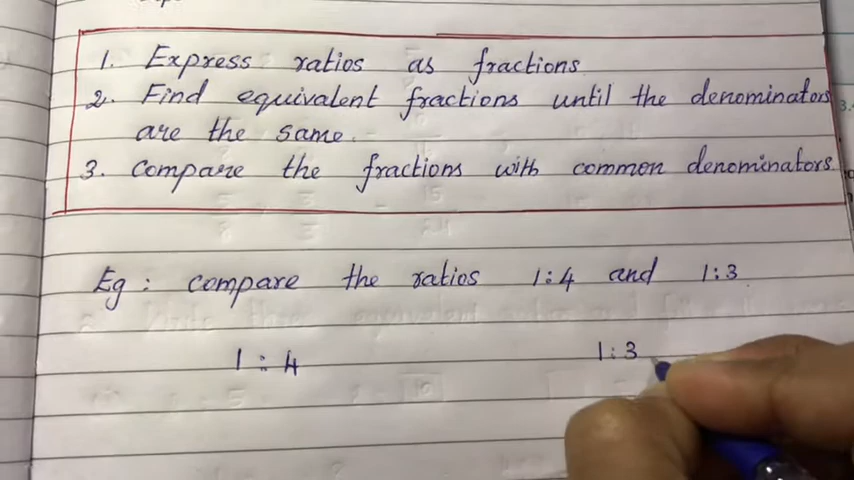 1. Express ratios as fractions
2. Find equivalent fractions until the denominators
are the same.
3. compare the fractions with common denominators.
Eg : compare the ratios 1:4 and 1:3
1 : 4 1:3